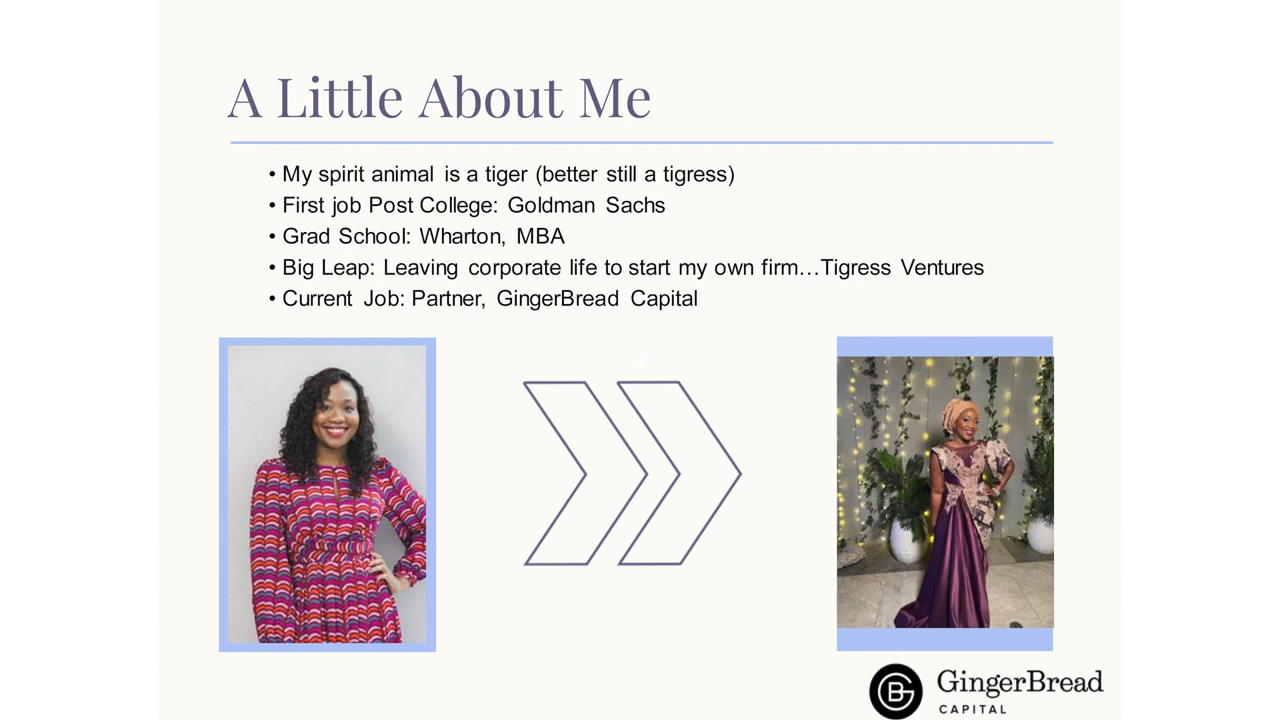 A Little About Me
• My spirit animal is a tiger (better still a tigress)
• First job Post College: Goldman Sachs
• Grad School: Wharton, MBA
• Big Leap: Leaving corporate life to start my own firm…Tigress Ventures
• Current Job: Partner, GingerBread Capital
GingerBread
CAPITAL